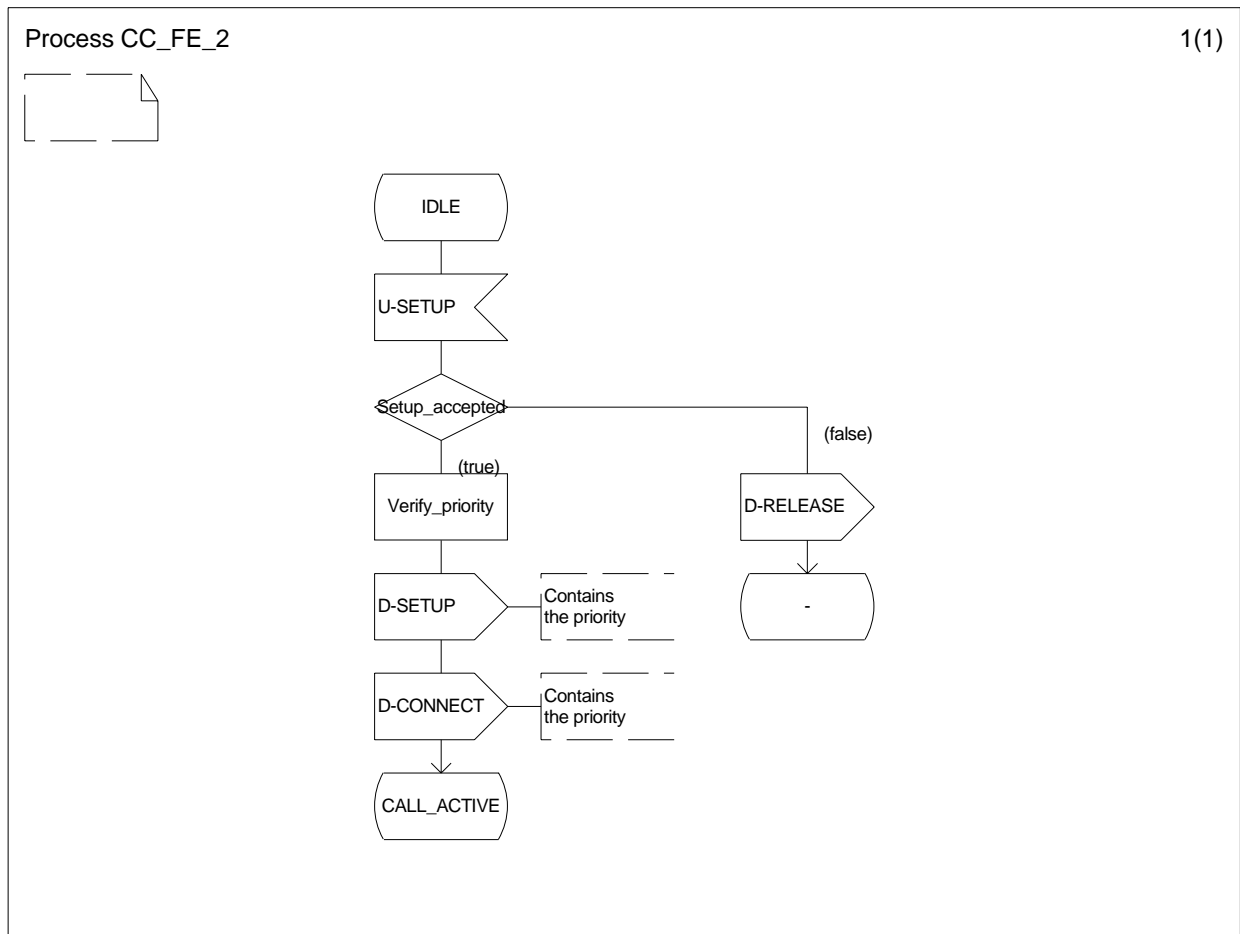 Process CC_FE_2
1(1)
IDLE
U-SETUP
Setup_accepted
(false)
(true)
Verify_priority
D-RELEASE
D-SETUP
Contains
the priority
-
D-CONNECT
Contains
the priority
CALL_ACTIVE